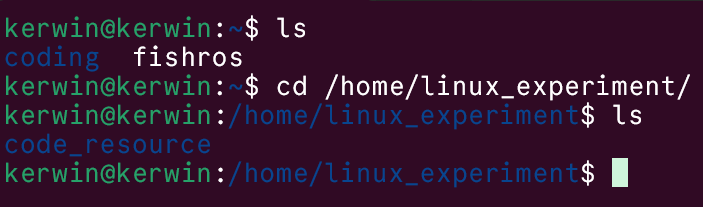 kerwin@kerwin:~$ ls
coding  fishros
kerwin@kerwin:~$ cd /home/linux_experiment/
kerwin@kerwin:/home/linux_experiment$ ls
code_resource
kerwin@kerwin:/home/linux_experiment$